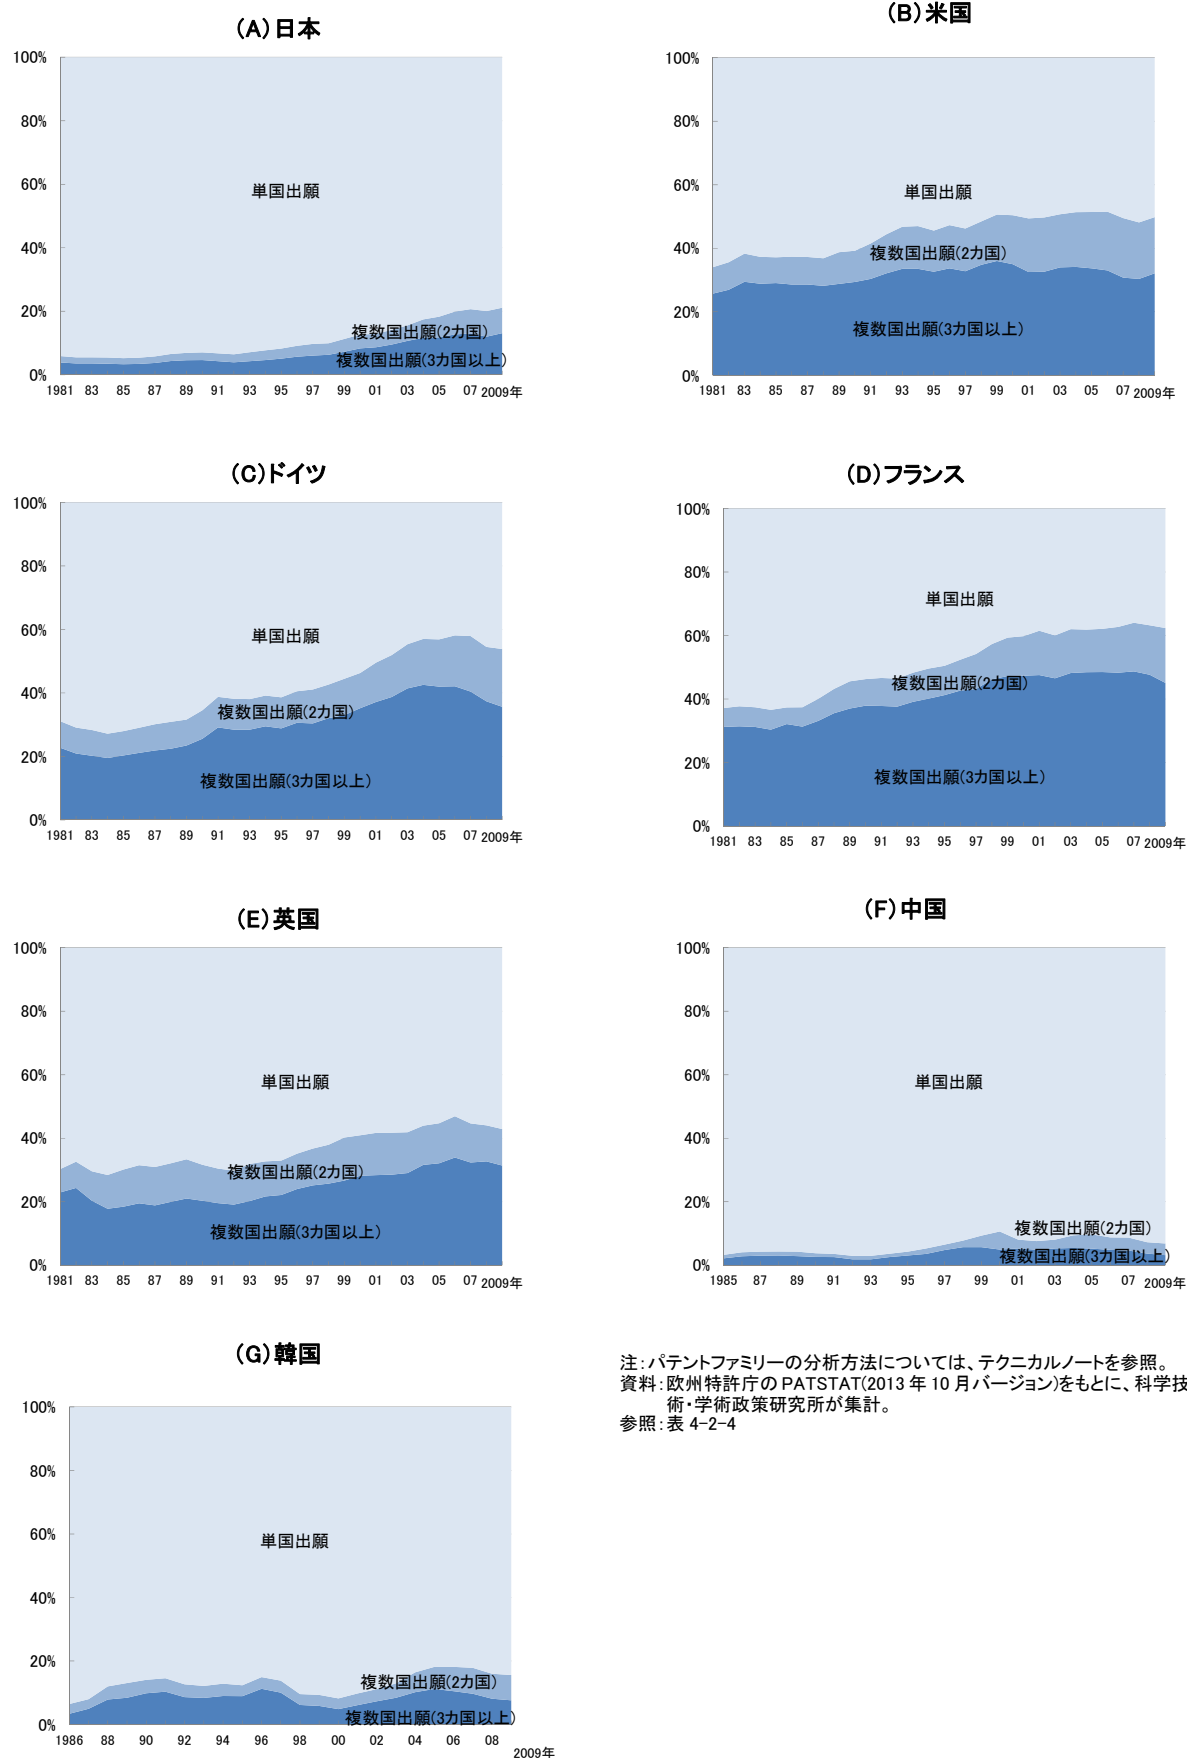 (A)日本
100%
80%
60%
40%
20%
0%
単国出願
複数国出願(2カ国)
複数国出願(3カ国以上)
1981 83 85 87 89 91 93 95 97 99 01 03 05 07 2009年
(B)米国
100%
80%
60%
40%
20%
0%
単国出願
複数国出願(2カ国)
複数国出願(3カ国以上)
1981 83 85 87 89 91 93 95 97 99 01 03 05 07 2009年
(C)ドイツ
100%
80%
60%
40%
20%
0%
単国出願
複数国出願(2カ国)
複数国出願(3カ国以上)
1981 83 85 87 89 91 93 95 97 99 01 03 05 07 2009年
(D)フランス
100%
80%
60%
40%
20%
0%
単国出願
複数国出願(2カ国)
複数国出願(3カ国以上)
1981 83 85 87 89 91 93 95 97 99 01 03 05 07 2009年
(E)英国
100%
80%
60%
40%
20%
0%
単国出願
複数国出願(2カ国)
複数国出願(3カ国以上)
1981 83 85 87 89 91 93 95 97 99 01 03 05 07 2009年
(F)中国
100%
80%
60%
40%
20%
0%
単国出願
複数国出願(2カ国)
複数国出願(3カ国以上)
1985 87 89 91 93 95 97 99 01 03 05 07 2009年
(G)韓国
100%
80%
60%
40%
20%
0%
単国出願
複数国出願(2カ国)
複数国出願(3カ国以上)
1986 88 90 92 94 96 98 00 02 04 06 08 2009年
注:パテントファミリーの分析方法については、テクニカルノートを参照。
資料:欧州特許庁の PATSTAT(2013 年 10 月バージョン)をもとに、科学技
術・学術政策研究所が集計。
参照:表 4-2-4